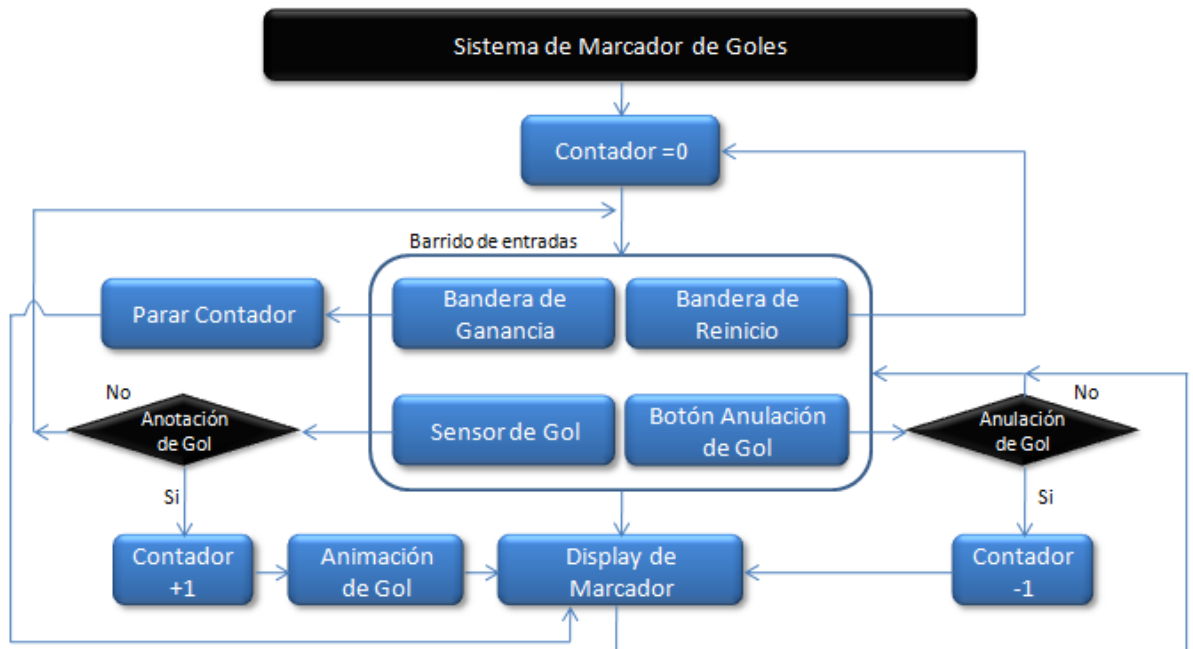 Sistema de Marcador de Goles
Contador =0
Barrido de entradas
Parar Contador
Bandera de
Ganancia
Bandera de
Reinicio
No
Anotación
de Gol
Sensor de Gol
Botón Anulación
de Gol
No
Anulación
de Gol
Si
Si
Contador
+1
Animación
de Gol
Display de
Marcador
Contador
-1